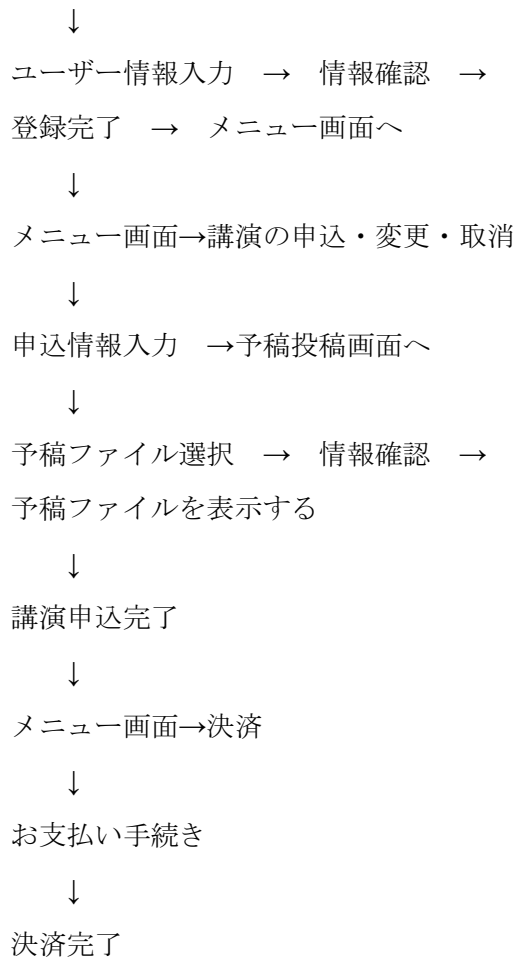 ↓
ユーザー情報入力　→　情報確認　→
登録完了　→　メニュー画面へ
↓
メニュー画面→講演の申込・変更・取消
↓
申込情報入力　→予稿投稿画面へ
↓
予稿ファイル選択　→　情報確認　→
予稿ファイルを表示する
↓
講演申込完了
↓
メニュー画面→決済
↓
お支払い手続き
↓
決済完了